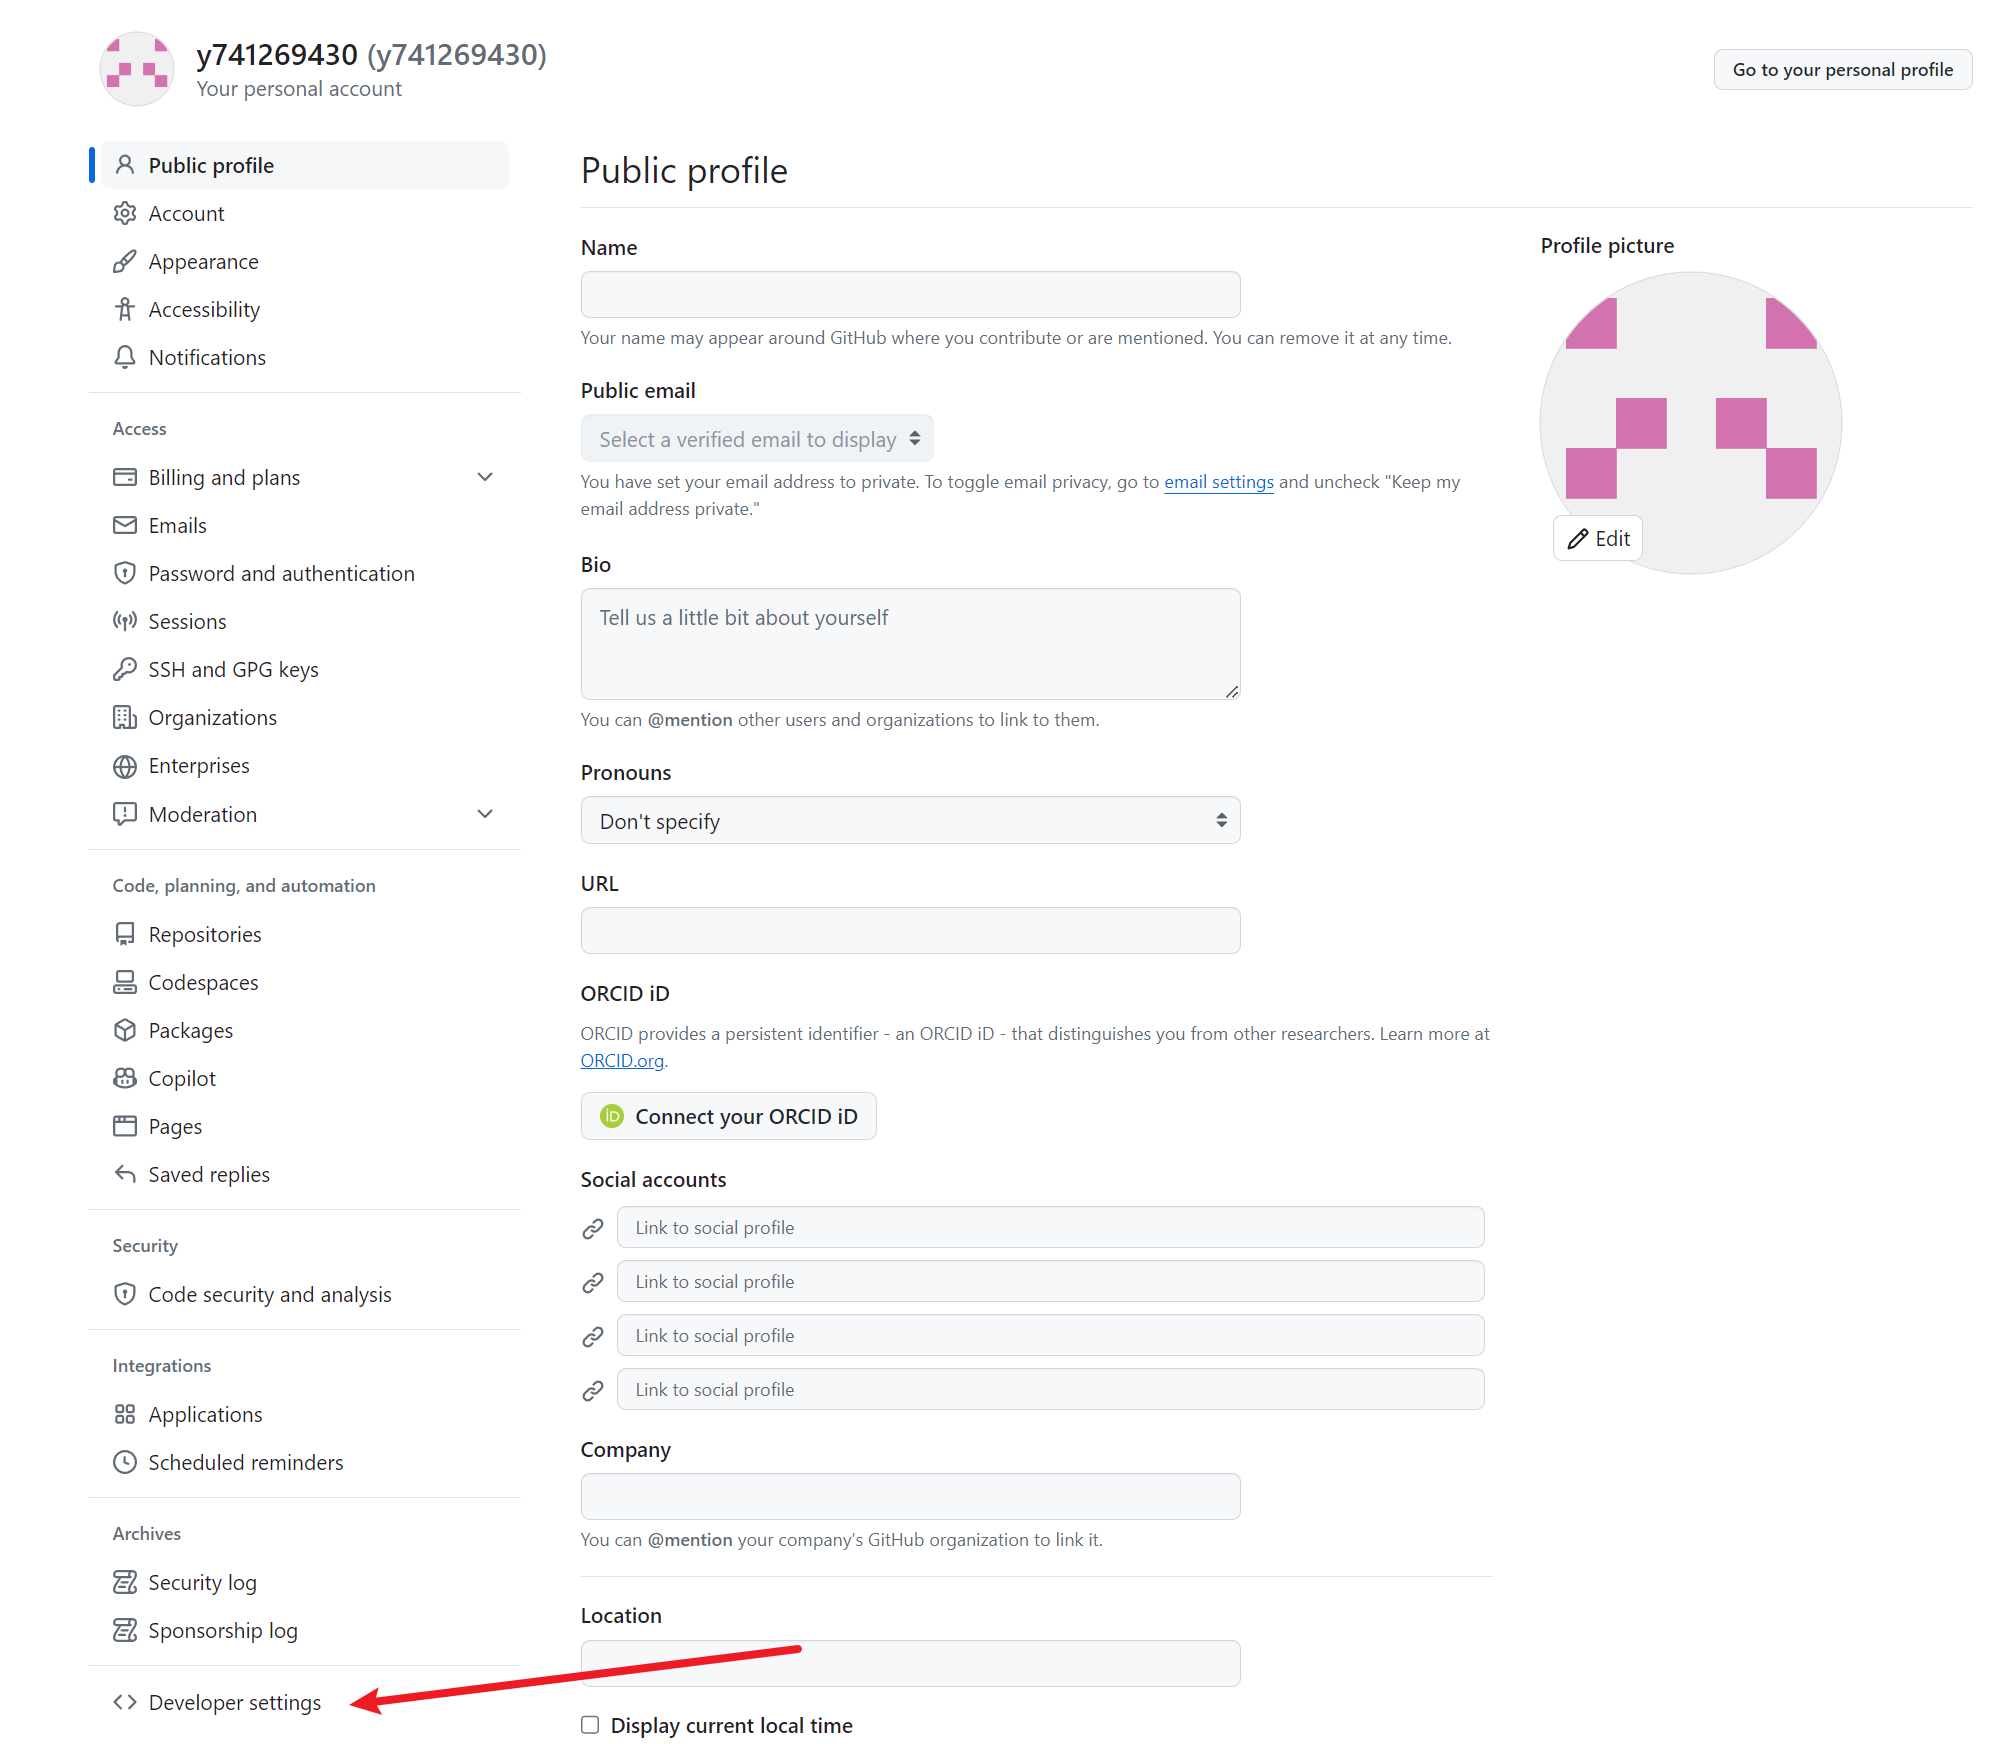 y741269430 (y741269430)
Your personal account
Go to your personal profile
Public profile
Account
Appearance
Accessibility
Notifications
Access
Billing and plans
Emails
Password and authentication
Sessions
SSH and GPG keys
Organizations
Enterprises
Moderation
Code, planning, and automation
Repositories
Codespaces
Packages
Copilot
Pages
Saved replies
Security
Code security and analysis
Integrations
Applications
Scheduled reminders
Archives
Security log
Sponsorship log
Developer settings
Public profile
Name
Your name may appear around GitHub where you contribute or are mentioned. You can remove it at any time.
Public email
Select a verified email to display
You have set your email address to private. To toggle email privacy, go to email settings and uncheck "Keep my
email address private."
Bio
Tell us a little bit about yourself
You can @mention other users and organizations to link to them.
Pronouns
Don't specify
URL
ORCID iD
ORCID provides a persistent identifier - an ORCID iD - that distinguishes you from other researchers. Learn more at
ORCID.org.
iD Connect your ORCID iD
Social accounts
Link to social profile
Link to social profile
Link to social profile
Link to social profile
Company
You can @mention your company’s GitHub organization to link it.
Location
Display current local time
Profile picture
Edit